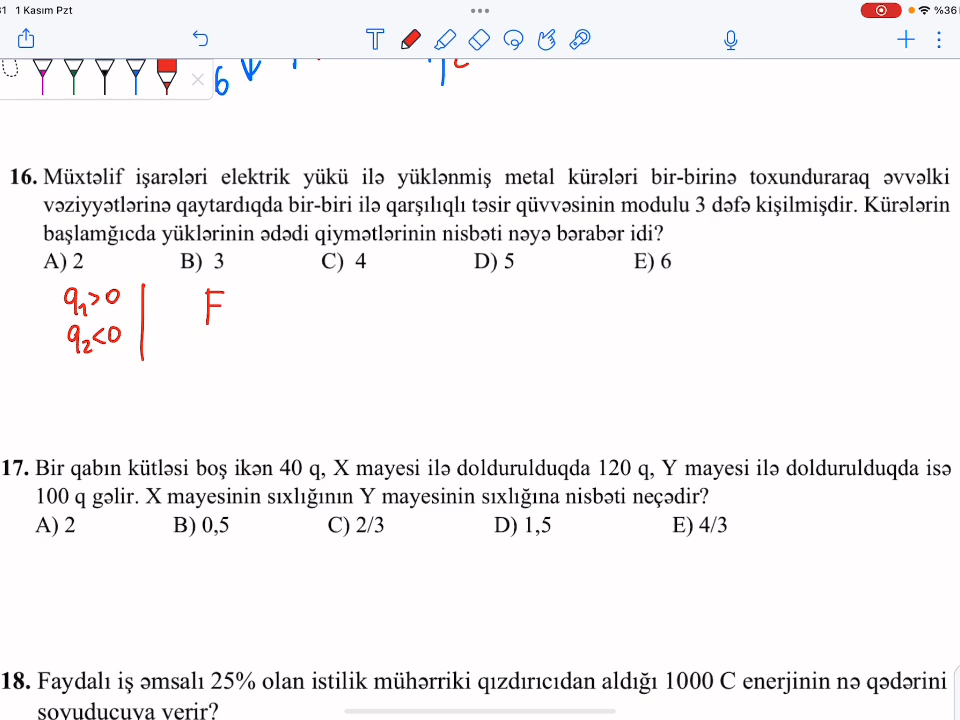 1 Kasım Pzt
%36
6
16. Müxtəlif işarələri elektrik yükü ilə yüklənmiş metal kürələri bir-birinə toxunduraraq əvvəlki
vəziyyətlərinə qaytardıqda bir-biri ilə qarşılıqlı təsir qüvvəsinin modulu 3 dəfə kişilmişdir. Kürələrin
başlamğıcda yüklərinin ədədi qiymətlərinin nisbəti nəyə bərabər idi?
A) 2 B) 3 C) 4 D) 5 E) 6
q₁>0 F
q₂<0
17. Bir qabın kütləsi boş ikən 40 q, X mayesi ilə doldurulduqda 120 q, Y mayesi ilə doldurulduqda isə
100 q gəlir. X mayesinin sıxlığının Y mayesinin sıxlığına nisbəti neçədir?
A) 2 B) 0,5 C) 2/3 D) 1,5 E) 4/3
18. Faydalı iş əmsalı 25% olan istilik mühərriki qızdırıcıdan aldığı 1000 C enerjinin nə qədərini
soyuducuya verir?